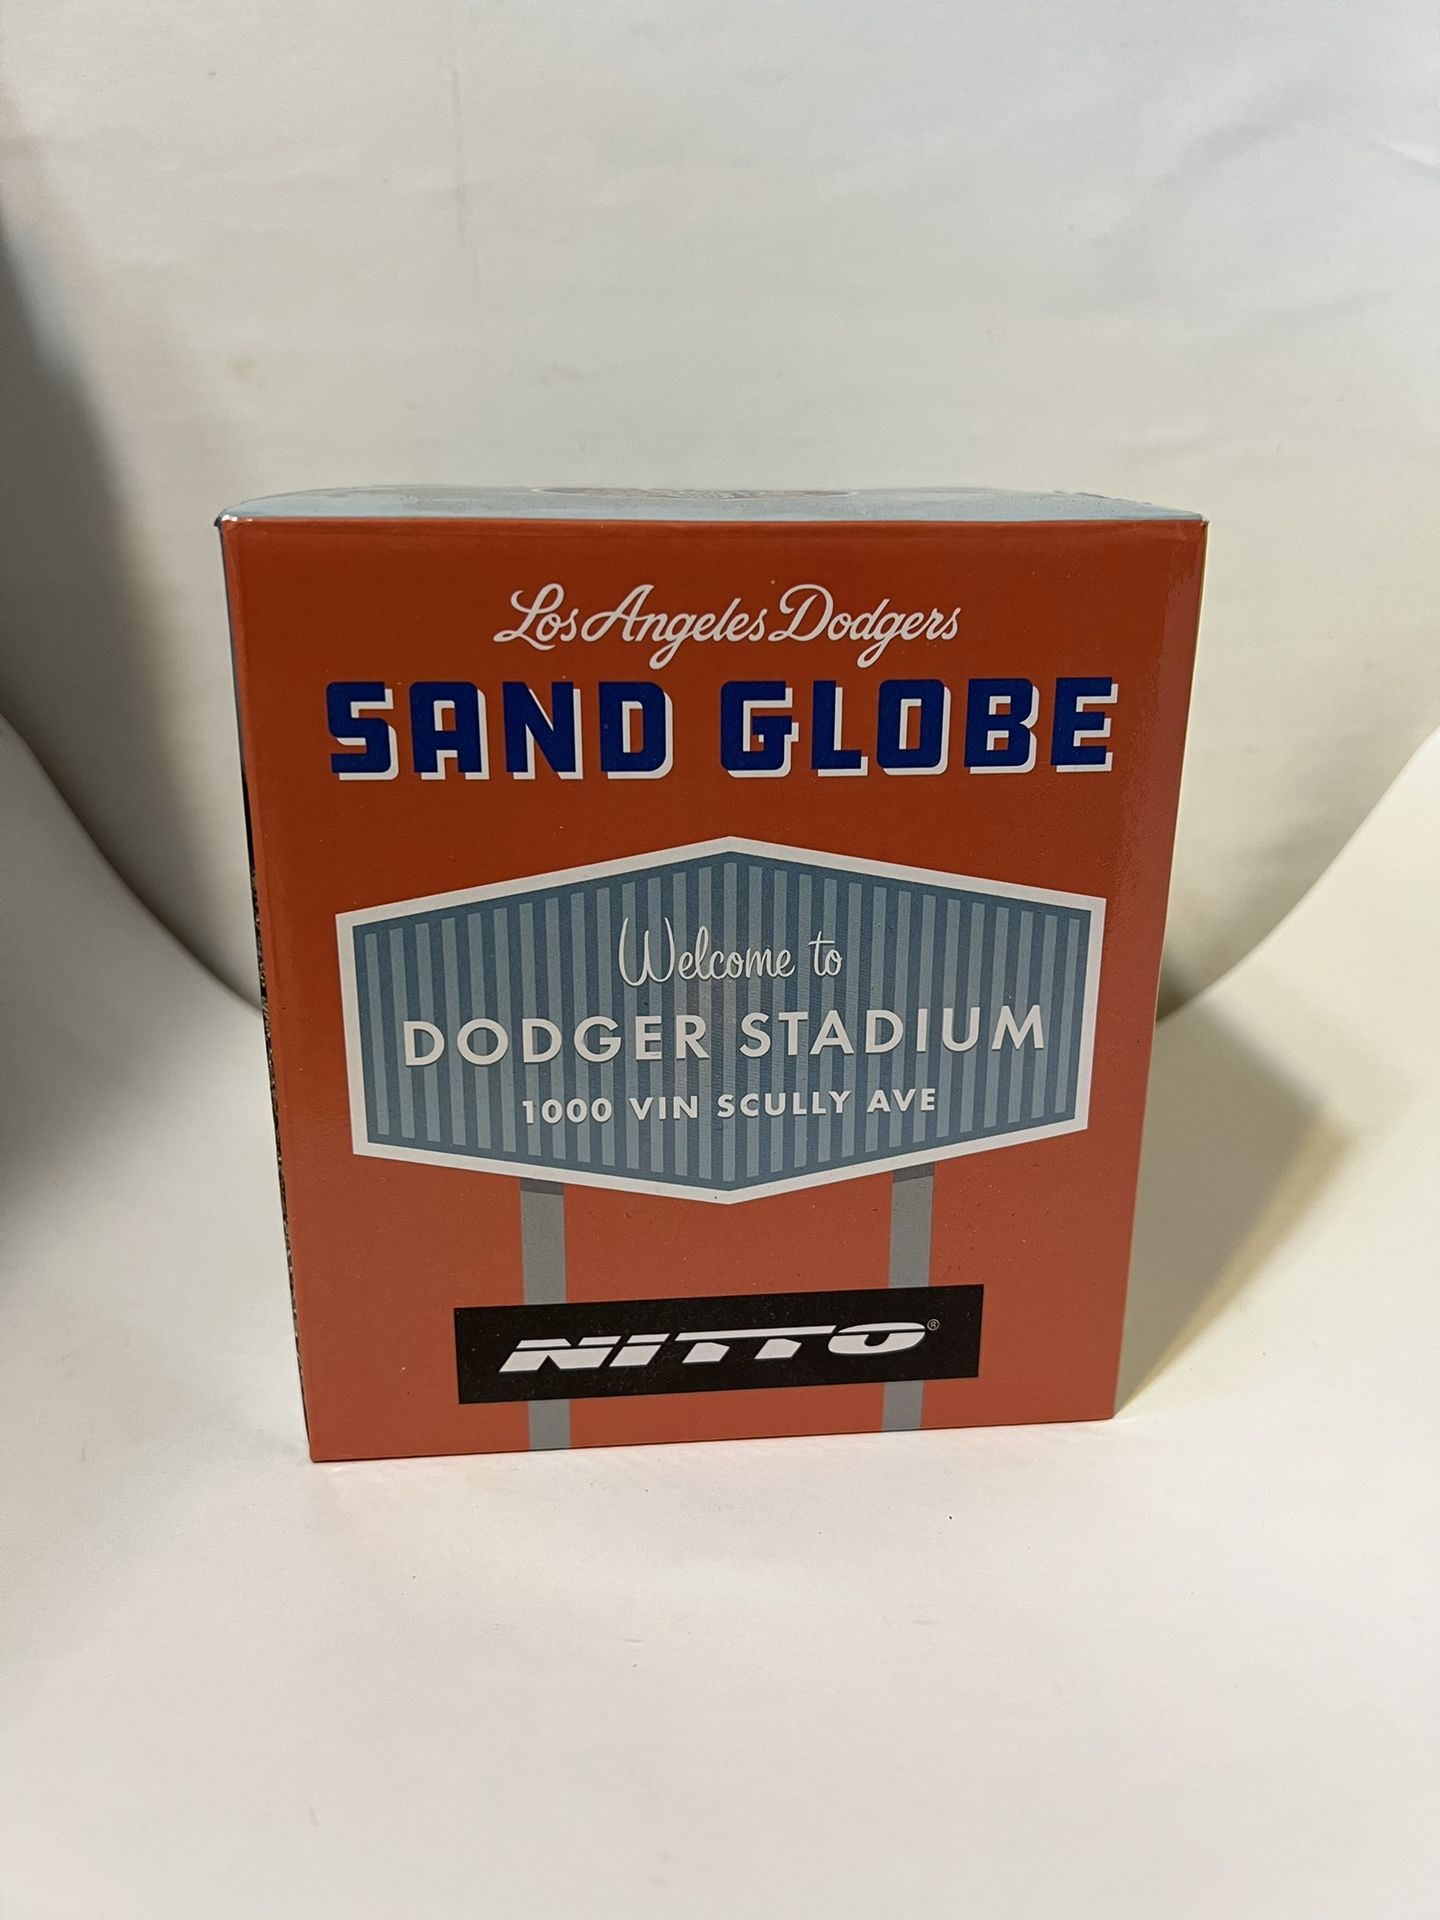 Los Angeles Dodgers
SAND GLOBE
Welcome to
DODGER STADIUM
1000 VIN SCULLY AVE
NITTO®